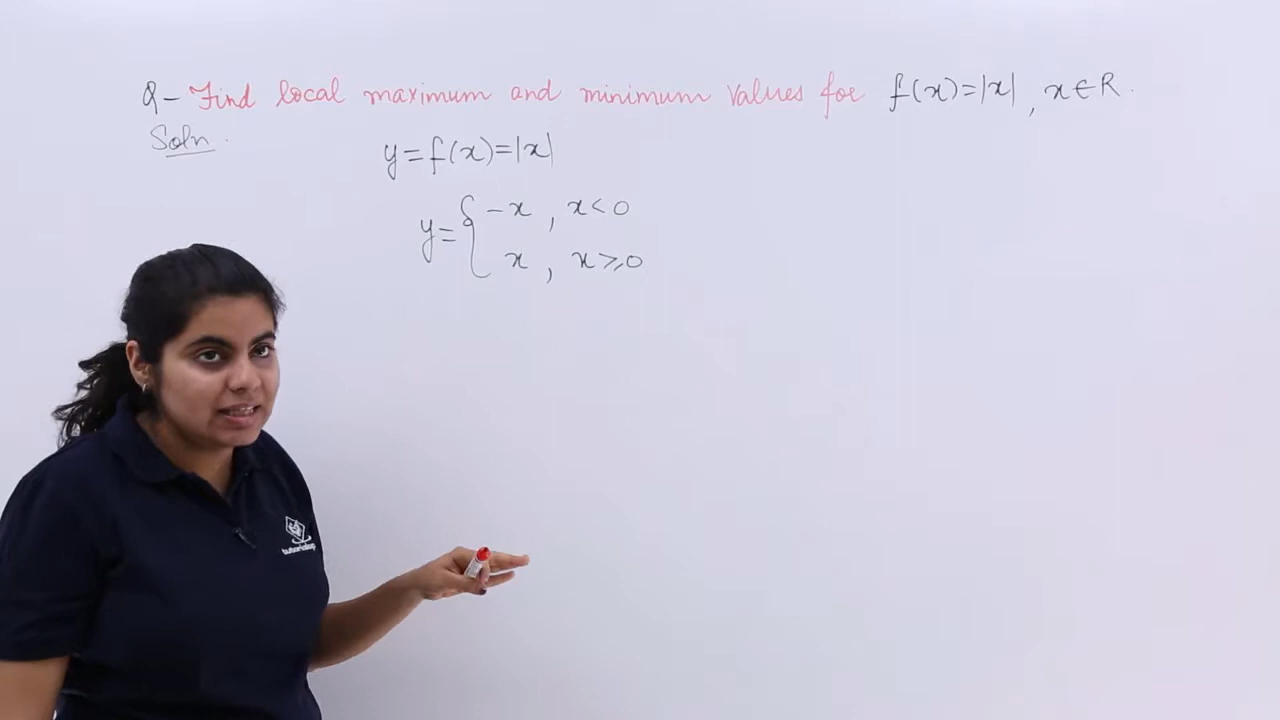 Q- Find local maximum and minimum values for f(x)=|x|, x∈R.
Soln.
y=f(x)=|x|
y={ -x , x<0
x , x≥0